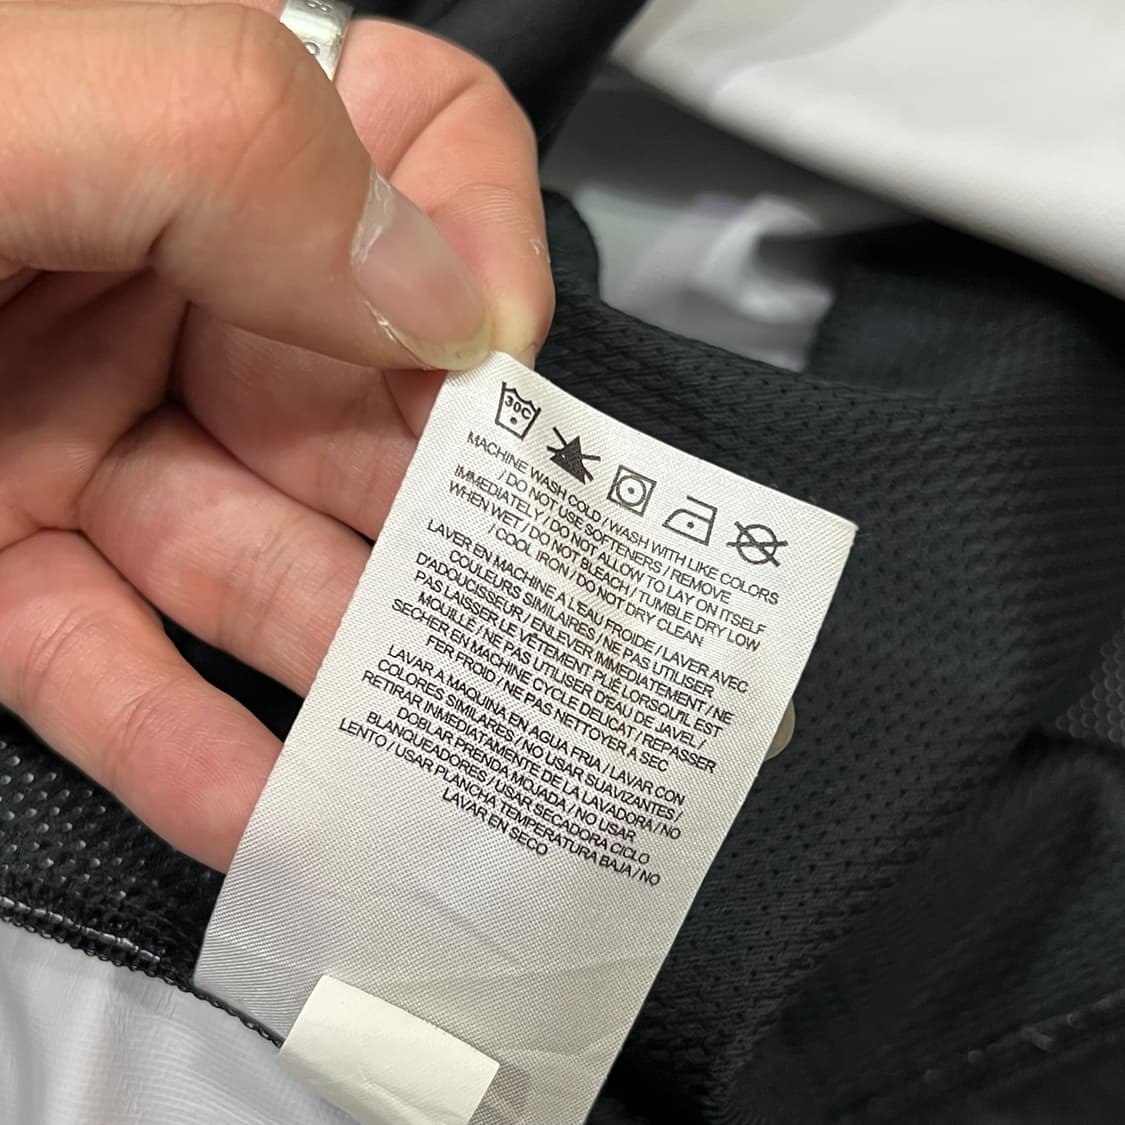 30C
MACHINE WASH COLD / WASH WITH LIKE COLORS
/ DO NOT USE SOFTENERS / REMOVE
IMMEDIATELY / DO NOT ALLOW TO LAY ON ITSELF
WHEN WET / DO NOT BLEACH / TUMBLE DRY LOW
/ COOL IRON / DO NOT DRY CLEAN
LAVER EN MACHINE A L'EAU FROIDE / LAVER AVEC
COULEURS SIMILAIRES / NE PAS UTILISER
D'ADOUCISSEUR / ENLEVER IMMEDIATEMENT / NE
PAS LAISSER LE VÊTEMENT PLIÉ LORSQU'IL EST
MOUILLÉ / NE PAS UTILISER D'EAU DE JAVEL /
SECHER EN MACHINE CYCLE DELICAT / REPASSER
FER FROID / NE PAS NETTOYER A SEC
LAVAR A MAQUINA EN AGUA FRIA / LAVAR CON
COLORES SIMILARES / NO USAR SUAVIZANTES /
RETIRAR INMEDIATAMENTE DE LA LAVADORA / NO
DOBLAR PRENDA MOJADA / NO USAR
BLANQUEADORES / USAR SECADORA CICLO
LENTO / USAR PLANCHA TEMPERATURA BAJA / NO
LAVAR EN SECO